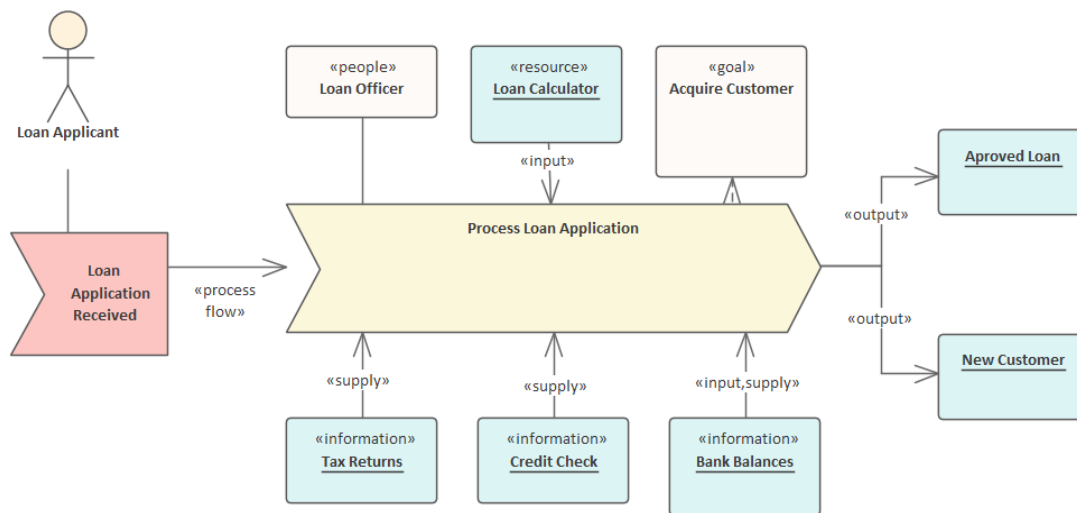 Loan Applicant
«people»
Loan Officer
«resource»
Loan Calculator
«input»
«goal»
Acquire Customer
Aproved Loan
«output»
Process Loan Application
Loan
Application
Received
«process
flow»
«output»
New Customer
«supply»
«supply»
«input,supply»
«information»
Tax Returns
«information»
Credit Check
«information»
Bank Balances